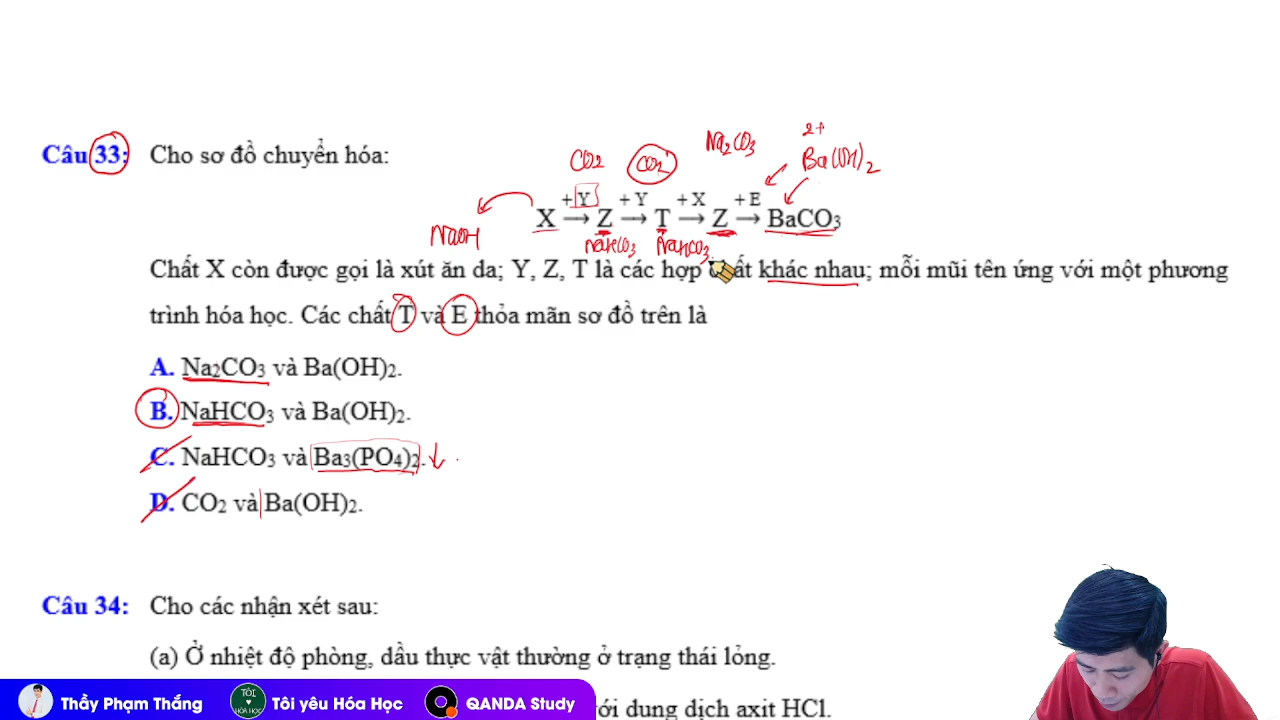 2+
CO2 CO2 Na2CO3 Ba(OH)2
Câu 33: Cho sơ đồ chuyển hóa:
+ Y + Y + X + E
X → Z → T → Z → BaCO3
NaOH NaHCO3 NaHCO3
Chất X còn được gọi là xút ăn da; Y, Z, T là các hợp chất khác nhau; mỗi mũi tên ứng với một phương
trình hóa học. Các chất T và E thỏa mãn sơ đồ trên là
A. Na2CO3 và Ba(OH)2.
B. NaHCO3 và Ba(OH)2.
C. NaHCO3 và Ba3(PO4)2. ↓
D. CO2 và Ba(OH)2.
Câu 34: Cho các nhận xét sau:
(a) Ở nhiệt độ phòng, dầu thực vật thường ở trạng thái lỏng.
dung dịch axit HCl.
Thầy Phạm Thắng TÔI YÊU HÓA HỌC Tôi yêu Hóa Học QANDA Study